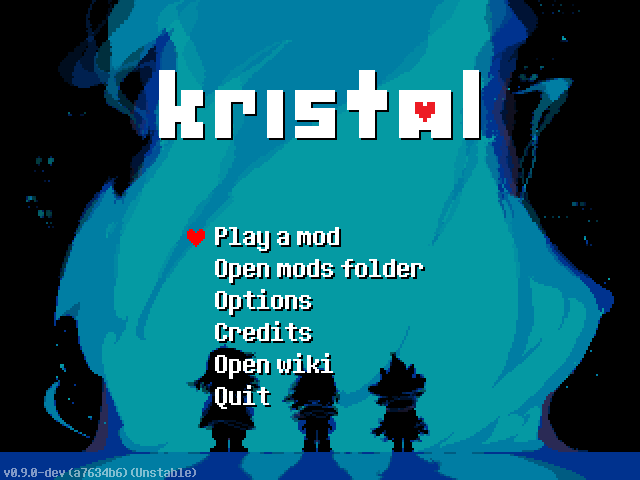 kristal
Play a mod
Open mods folder
Options
Credits
Open wiki
Quit
v0.9.0-dev (a7634b6) (Unstable)